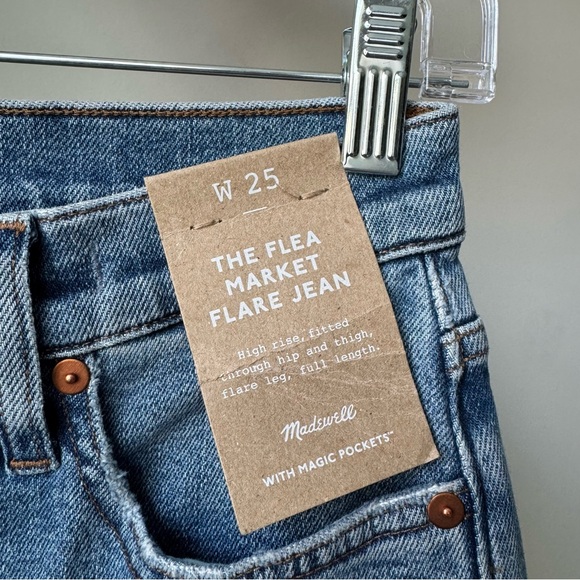 W 25
THE FLEA
MARKET
FLARE JEAN
High rise, fitted
through hip and thigh,
flare leg, full length.
Madewell
WITH MAGIC POCKETS™